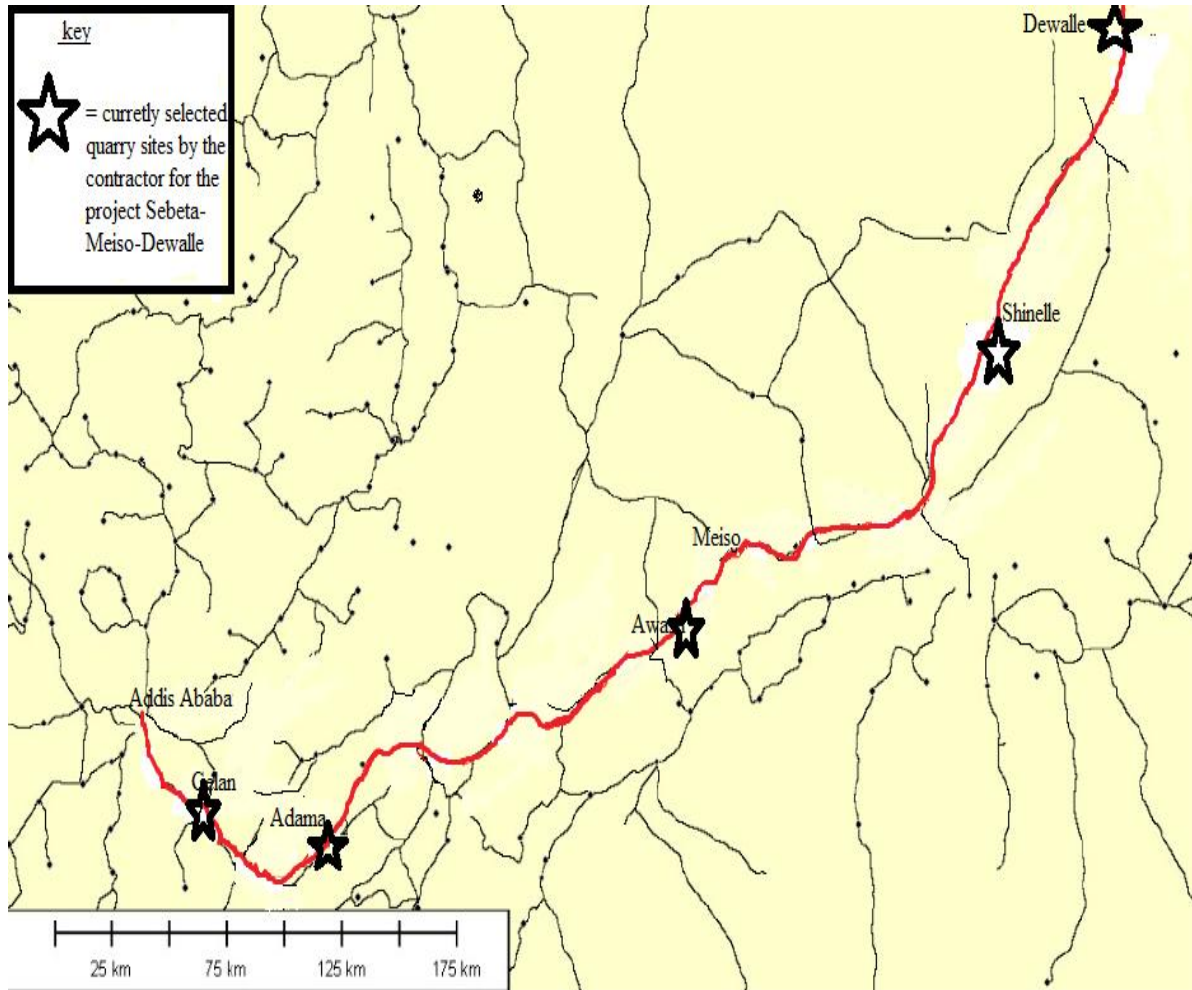 key
= curretly selected
quarry sites by the
contractor for the
project Sebeta-
Meiso-Dewalle
Dewalle
Shinelle
Meiso
Addis Ababa
Gelan
Adama
25 km 75 km 125 km 175 km